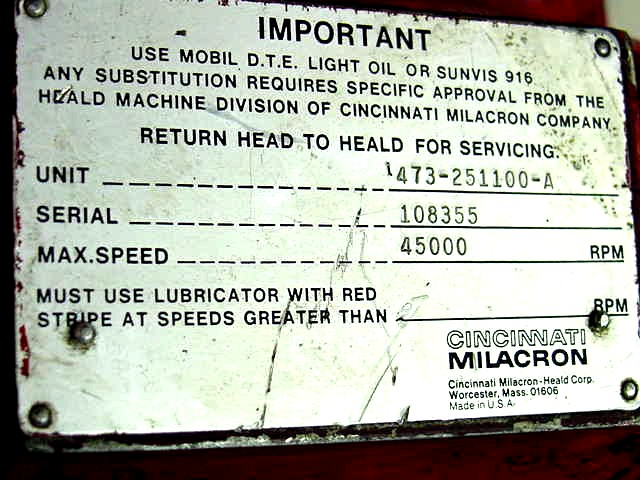 IMPORTANT
USE MOBIL D.T.E. LIGHT OIL OR SUNVIS 916
ANY SUBSTITUTION REQUIRES SPECIFIC APPROVAL FROM THE
HEALD MACHINE DIVISION OF CINCINNATI MILACRON COMPANY.
RETURN HEAD TO HEALD FOR SERVICING.
UNIT 1473-251100-A
SERIAL 108355
MAX.SPEED 45000 RPM
MUST USE LUBRICATOR WITH RED
STRIPE AT SPEEDS GREATER THAN RPM
CINCINNATI
MILACRON
Cincinnati Milacron-Heald Corp.
Worcester, Mass. 01606
Made in U.S.A.